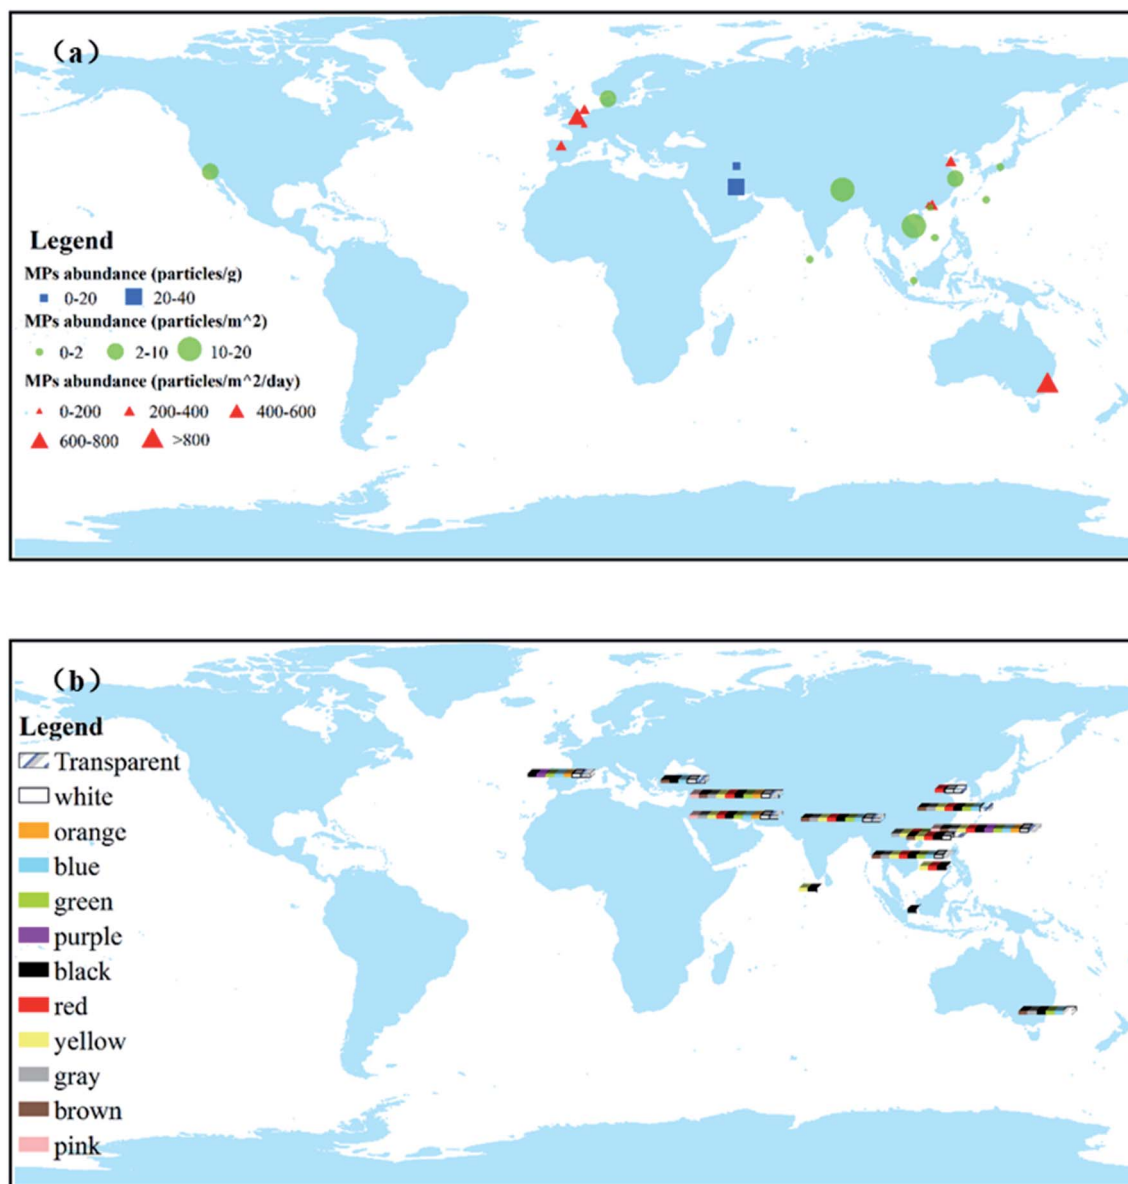 (a)
Legend
MPs abundance (particles/g)
0-20 20-40
MPs abundance (particles/m^2)
0-2 2-10 10-20
MPs abundance (particles/m^2/day)
0-200 200-400 400-600
600-800 >800
(b)
Legend
Transparent
white
orange
blue
green
purple
black
red
yellow
gray
brown
pink